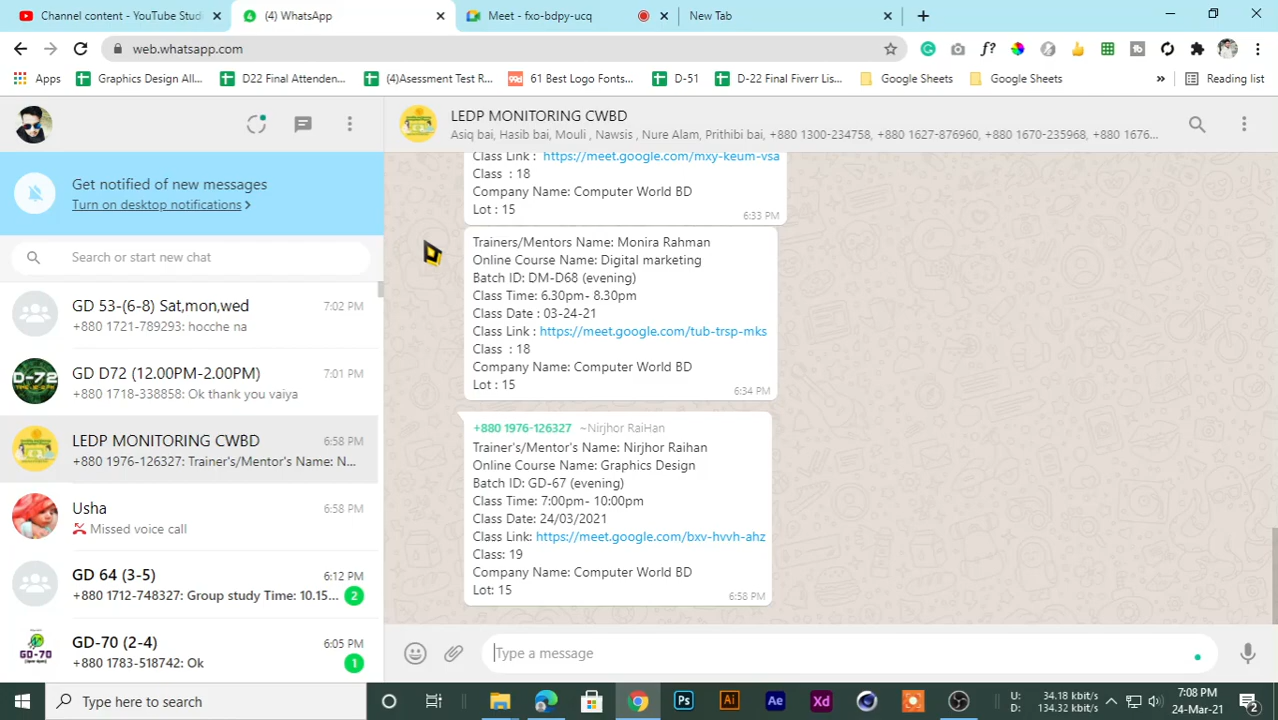 Channel content - YouTube Stud
(4) WhatsApp
Meet - fxo-bdpy-ucq
New Tab
web.whatsapp.com
Apps
Graphics Design All...
D22 Final Attenden...
(4)Asessment Test R...
61 Best Logo Fonts...
D-51
D-22 Final Fiverr Lis...
Google Sheets
Google Sheets
»
Reading list
LEDP MONITORING CWBD
Asiq bai, Hasib bai, Mouli , Nawsis , Nure Alam, Prithibi bai, +880 1300-234758, +880 1627-876960, +880 1670-235968, +880 1676...
Get notified of new messages
Turn on desktop notifications >
Search or start new chat
GD 53-(6-8) Sat,mon,wed
7:02 PM
+880 1721-789293: hocche na
GD D72 (12.00PM-2.00PM)
7:01 PM
+880 1718-338858: Ok thank you vaiya
LEDP MONITORING CWBD
6:58 PM
+880 1976-126327: Trainer's/Mentor's Name: N...
Usha
6:58 PM
Missed voice call
GD 64 (3-5)
6:12 PM
+880 1712-748327: Group study Time: 10.15...
2
GD-70 (2-4)
6:05 PM
+880 1783-518742: Ok
1
D-72
GD-70
Class Link : https://meet.google.com/mxy-keum-vsa
Class : 18
Company Name: Computer World BD
Lot : 15
6:33 PM
Trainers/Mentors Name: Monira Rahman
Online Course Name: Digital marketing
Batch ID: DM-D68 (evening)
Class Time: 6.30pm- 8.30pm
Class Date : 03-24-21
Class Link : https://meet.google.com/tub-trsp-mks
Class : 18
Company Name: Computer World BD
Lot : 15
6:34 PM
+880 1976-126327 ~Nirjhor RaiHan
Trainer's/Mentor's Name: Nirjhor Raihan
Online Course Name: Graphics Design
Batch ID: GD-67 (evening)
Class Time: 7:00pm- 10:00pm
Class Date: 24/03/2021
Class Link: https://meet.google.com/bxv-hvvh-ahz
Class: 19
Company Name: Computer World BD
Lot: 15
6:58 PM
Type a message
Type here to search
Ps
Ai
Ae
Xd
U: 34.18 kbit/s
D: 134.32 kbit/s
7:08 PM
24-Mar-21
2